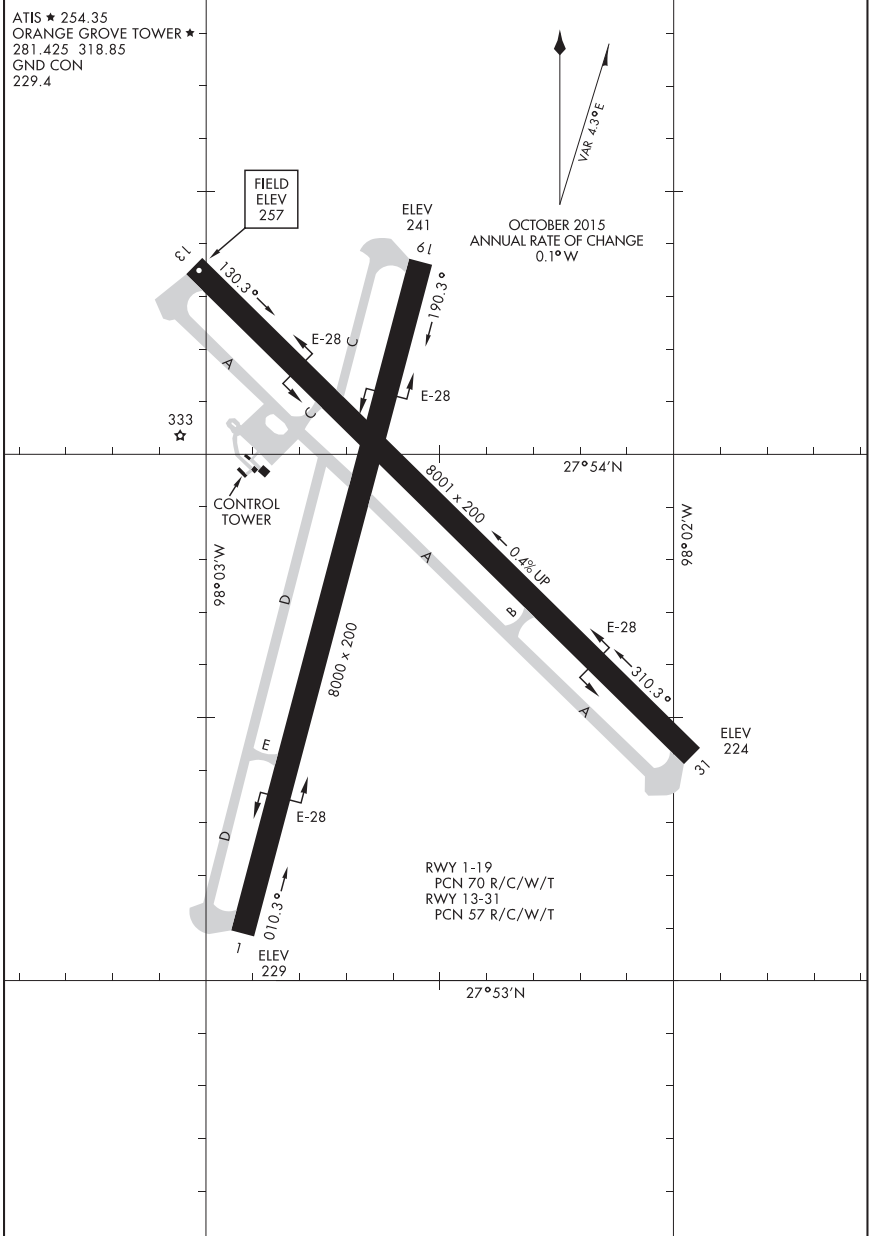 ATIS ★ 254.35
ORANGE GROVE TOWER ★
281.425 318.85
GND CON
229.4
VAR 4.3°E
OCTOBER 2015
ANNUAL RATE OF CHANGE
0.1°W
FIELD
ELEV
257
ELEV
241
13
19
130.3°
190.3°
E-28
C
A
C
E-28
333
27°54'N
CONTROL
TOWER
8001 x 200
98°03'W
98°02'W
A
0.4% UP
D
B
E-28
8000 x 200
310.3°
A
ELEV
224
31
E
E-28
D
RWY 1-19
PCN 70 R/C/W/T
RWY 13-31
PCN 57 R/C/W/T
010.3°
1
ELEV
229
27°53'N